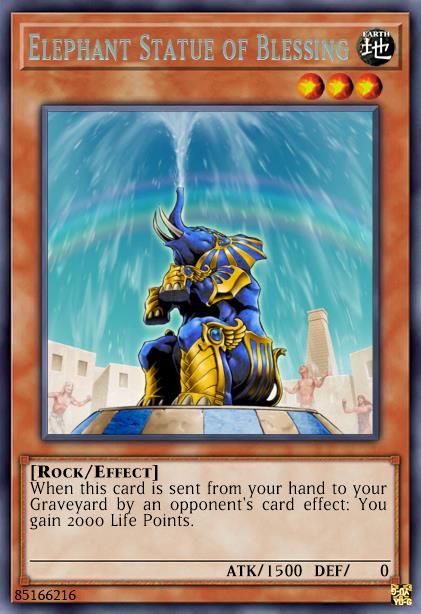 ELEPHANT STATUE OF BLESSING
EARTH
地
[ROCK/EFFECT]
When this card is sent from your hand to your
Graveyard by an opponent's card effect: You
gain 2000 Life Points.
ATK/1500 DEF/ 0
85166216